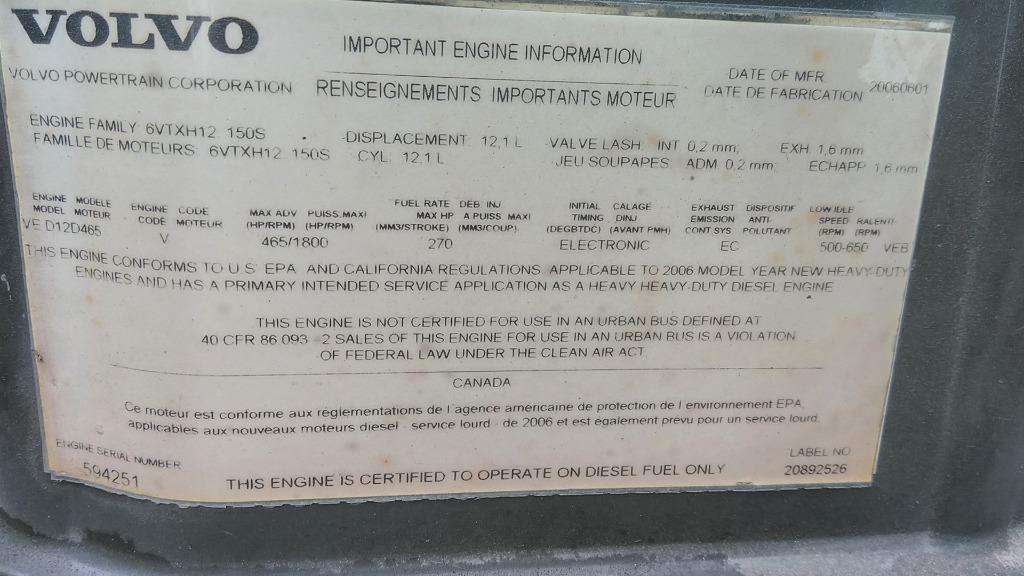 VOLVO
IMPORTANT ENGINE INFORMATION
VOLVO POWERTRAIN CORPORATION
RENSEIGNEMENTS IMPORTANTS MOTEUR
DATE OF MFR
DATE DE FABRICATION 20060601
ENGINE FAMILY 6VTXH12 150S DISPLACEMENT 12,1 L VALVE LASH INT 0,2 mm, EXH 1,6 mm
FAMILLE DE MOTEURS: 6VTXH12 150S CYL: 12,1 L JEU SOUPAPES: ADM 0.2 mm; ECHAPP 1,6 mm
ENGINE MODELE ENGINE CODE MAX ADV PUISS.MAXI FUEL RATE DÉB. INJ INITIAL CALAGE EXHAUST DISPOSITIF LOW IDLE
MODEL MOTEUR CODE MOTEUR (HP/RPM) (HP/RPM) MAX HP A PUISS MAXI TIMING DINJ EMISSION ANTI- SPEED RALENTI
(MM3/STROKE) (MM3/COUP) (DEGBTDC) (AVANT PMH) CONT SYS POLUTANT (RPM) (RPM)
VE D12D465 V 465/1800 270 ELECTRONIC EC 500-650 VEB
THIS ENGINE CONFORMS TO U S EPA AND CALIFORNIA REGULATIONS APPLICABLE TO 2006 MODEL YEAR NEW HEAVY-DUTY
ENGINES AND HAS A PRIMARY INTENDED SERVICE APPLICATION AS A HEAVY HEAVY-DUTY DIESEL ENGINE
THIS ENGINE IS NOT CERTIFIED FOR USE IN AN URBAN BUS DEFINED AT
40 CFR 86 093 - 2 SALES OF THIS ENGINE FOR USE IN AN URBAN BUS IS A VIOLATION
OF FEDERAL LAW UNDER THE CLEAN AIR ACT.
CANADA
Ce moteur est conforme aux réglementations de l'agence américaine de protection de l'environnement EPA,
applicables aux nouveaux moteurs diesel - service lourd - de 2006 et est également prévu pour un service lourd.
ENGINE SERIAL NUMBER
594251
THIS ENGINE IS CERTIFIED TO OPERATE ON DIESEL FUEL ONLY
LABEL NO
20892526